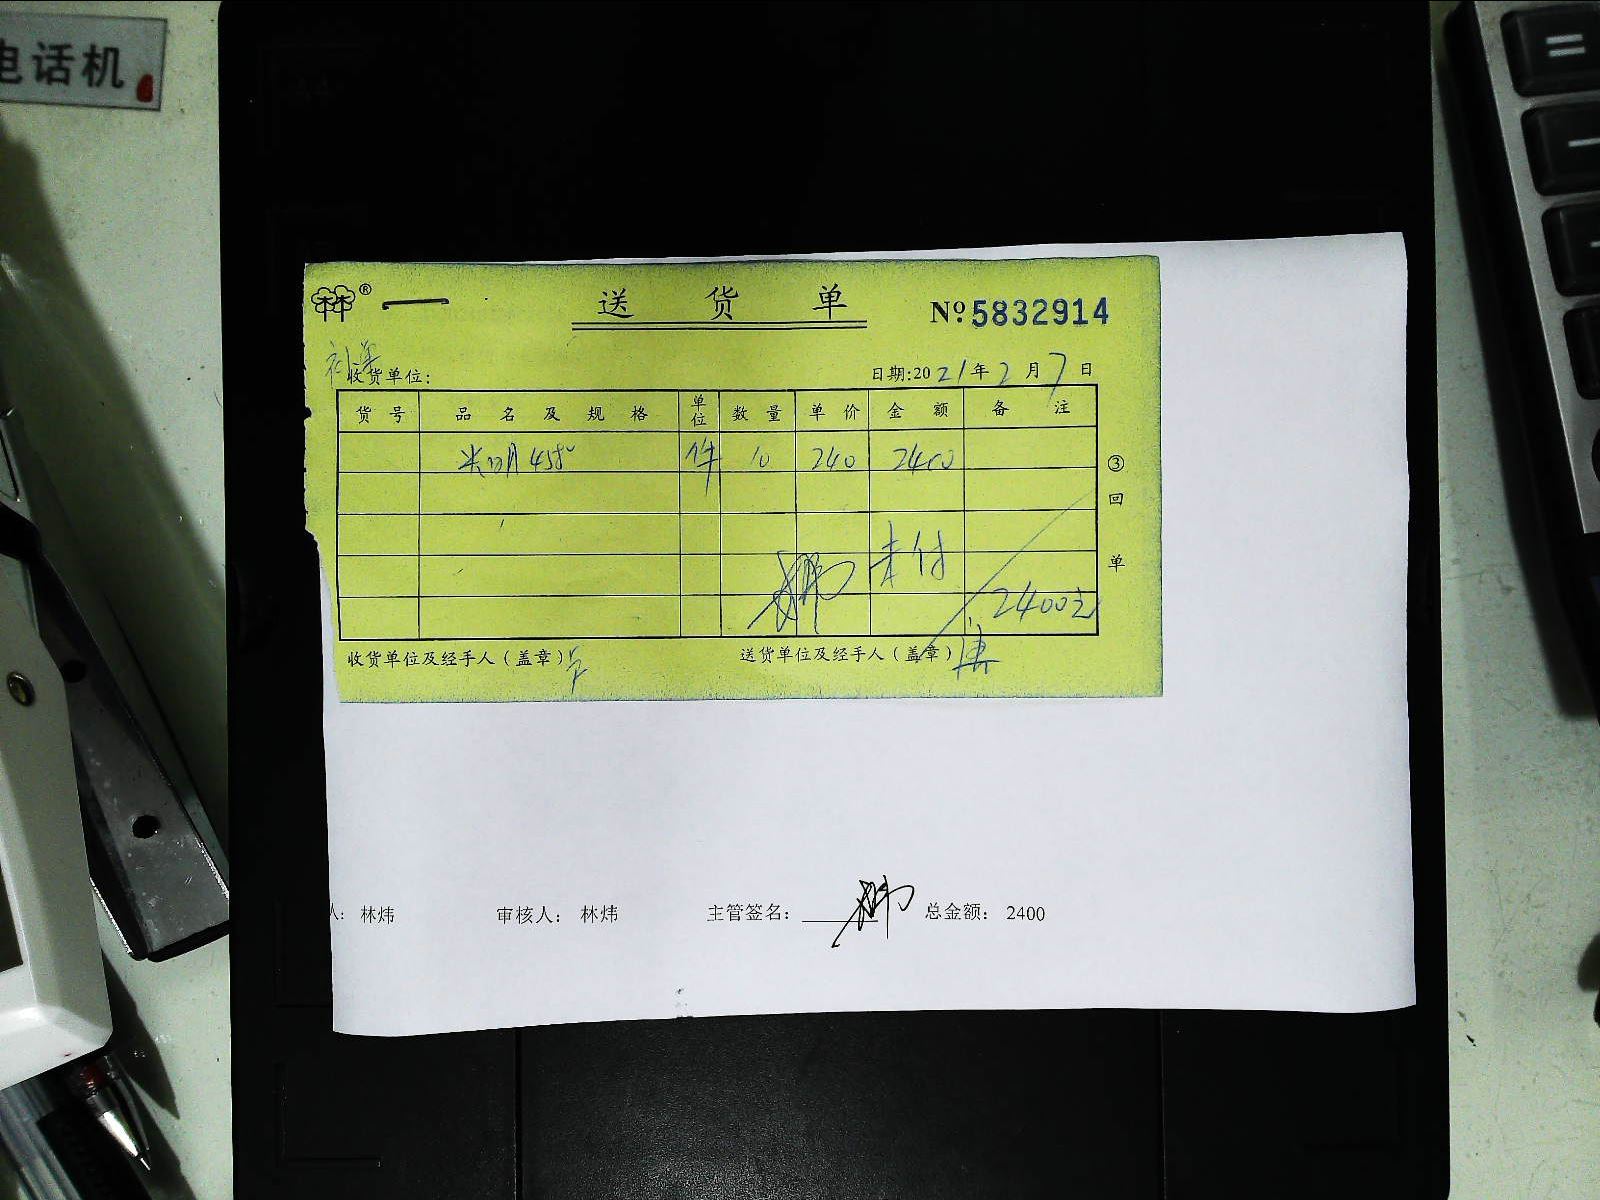 电话机
®
送 货 单
Nº 5832914
收货单位:
日期:2021年2月7日
货号 品名及规格 单位 数量 单价 金额 备注
件 10 240 2400
③回单
未付
2400元
收货单位及经手人（盖章） 送货单位及经手人（盖章）
人: 林炜 审核人: 林炜 主管签名: 总金额: 2400